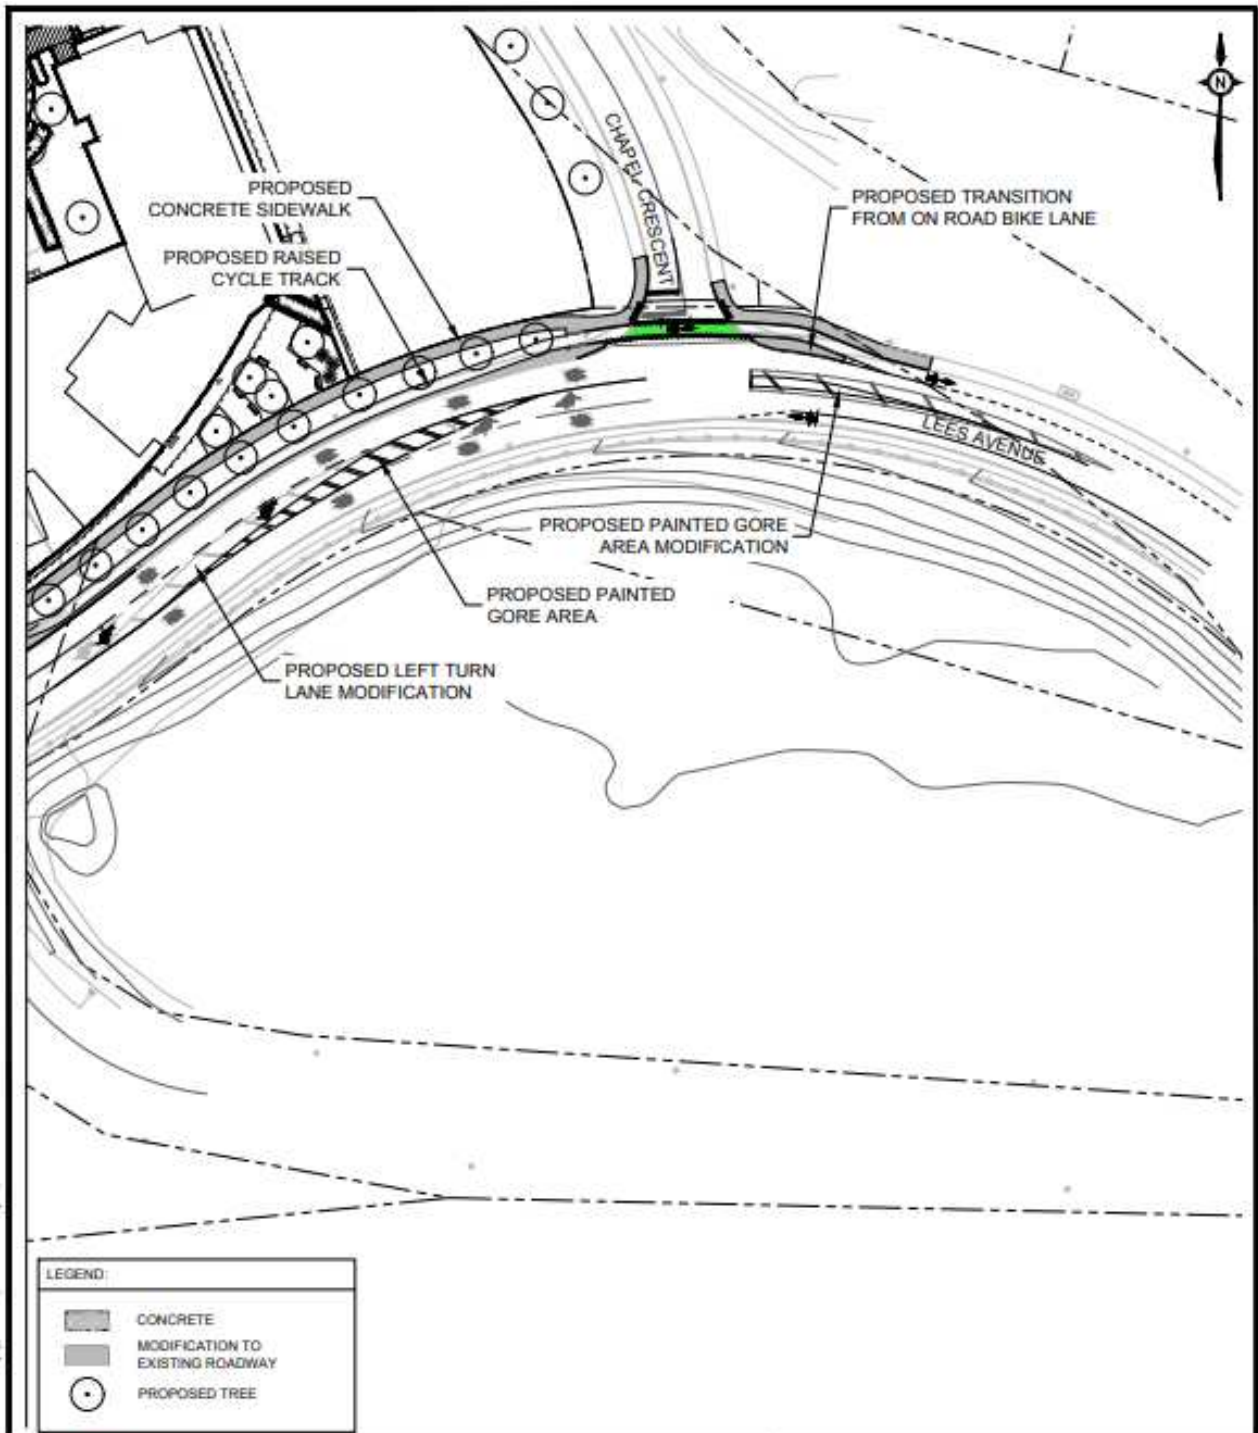 N
CHAPEL CRESCENT
PROPOSED
CONCRETE SIDEWALK
PROPOSED TRANSITION
FROM ON ROAD BIKE LANE
PROPOSED RAISED
CYCLE TRACK
LEES AVENUE
PROPOSED PAINTED GORE
AREA MODIFICATION
PROPOSED PAINTED
GORE AREA
PROPOSED LEFT TURN
LANE MODIFICATION
LEGEND:
CONCRETE
MODIFICATION TO
EXISTING ROADWAY
PROPOSED TREE